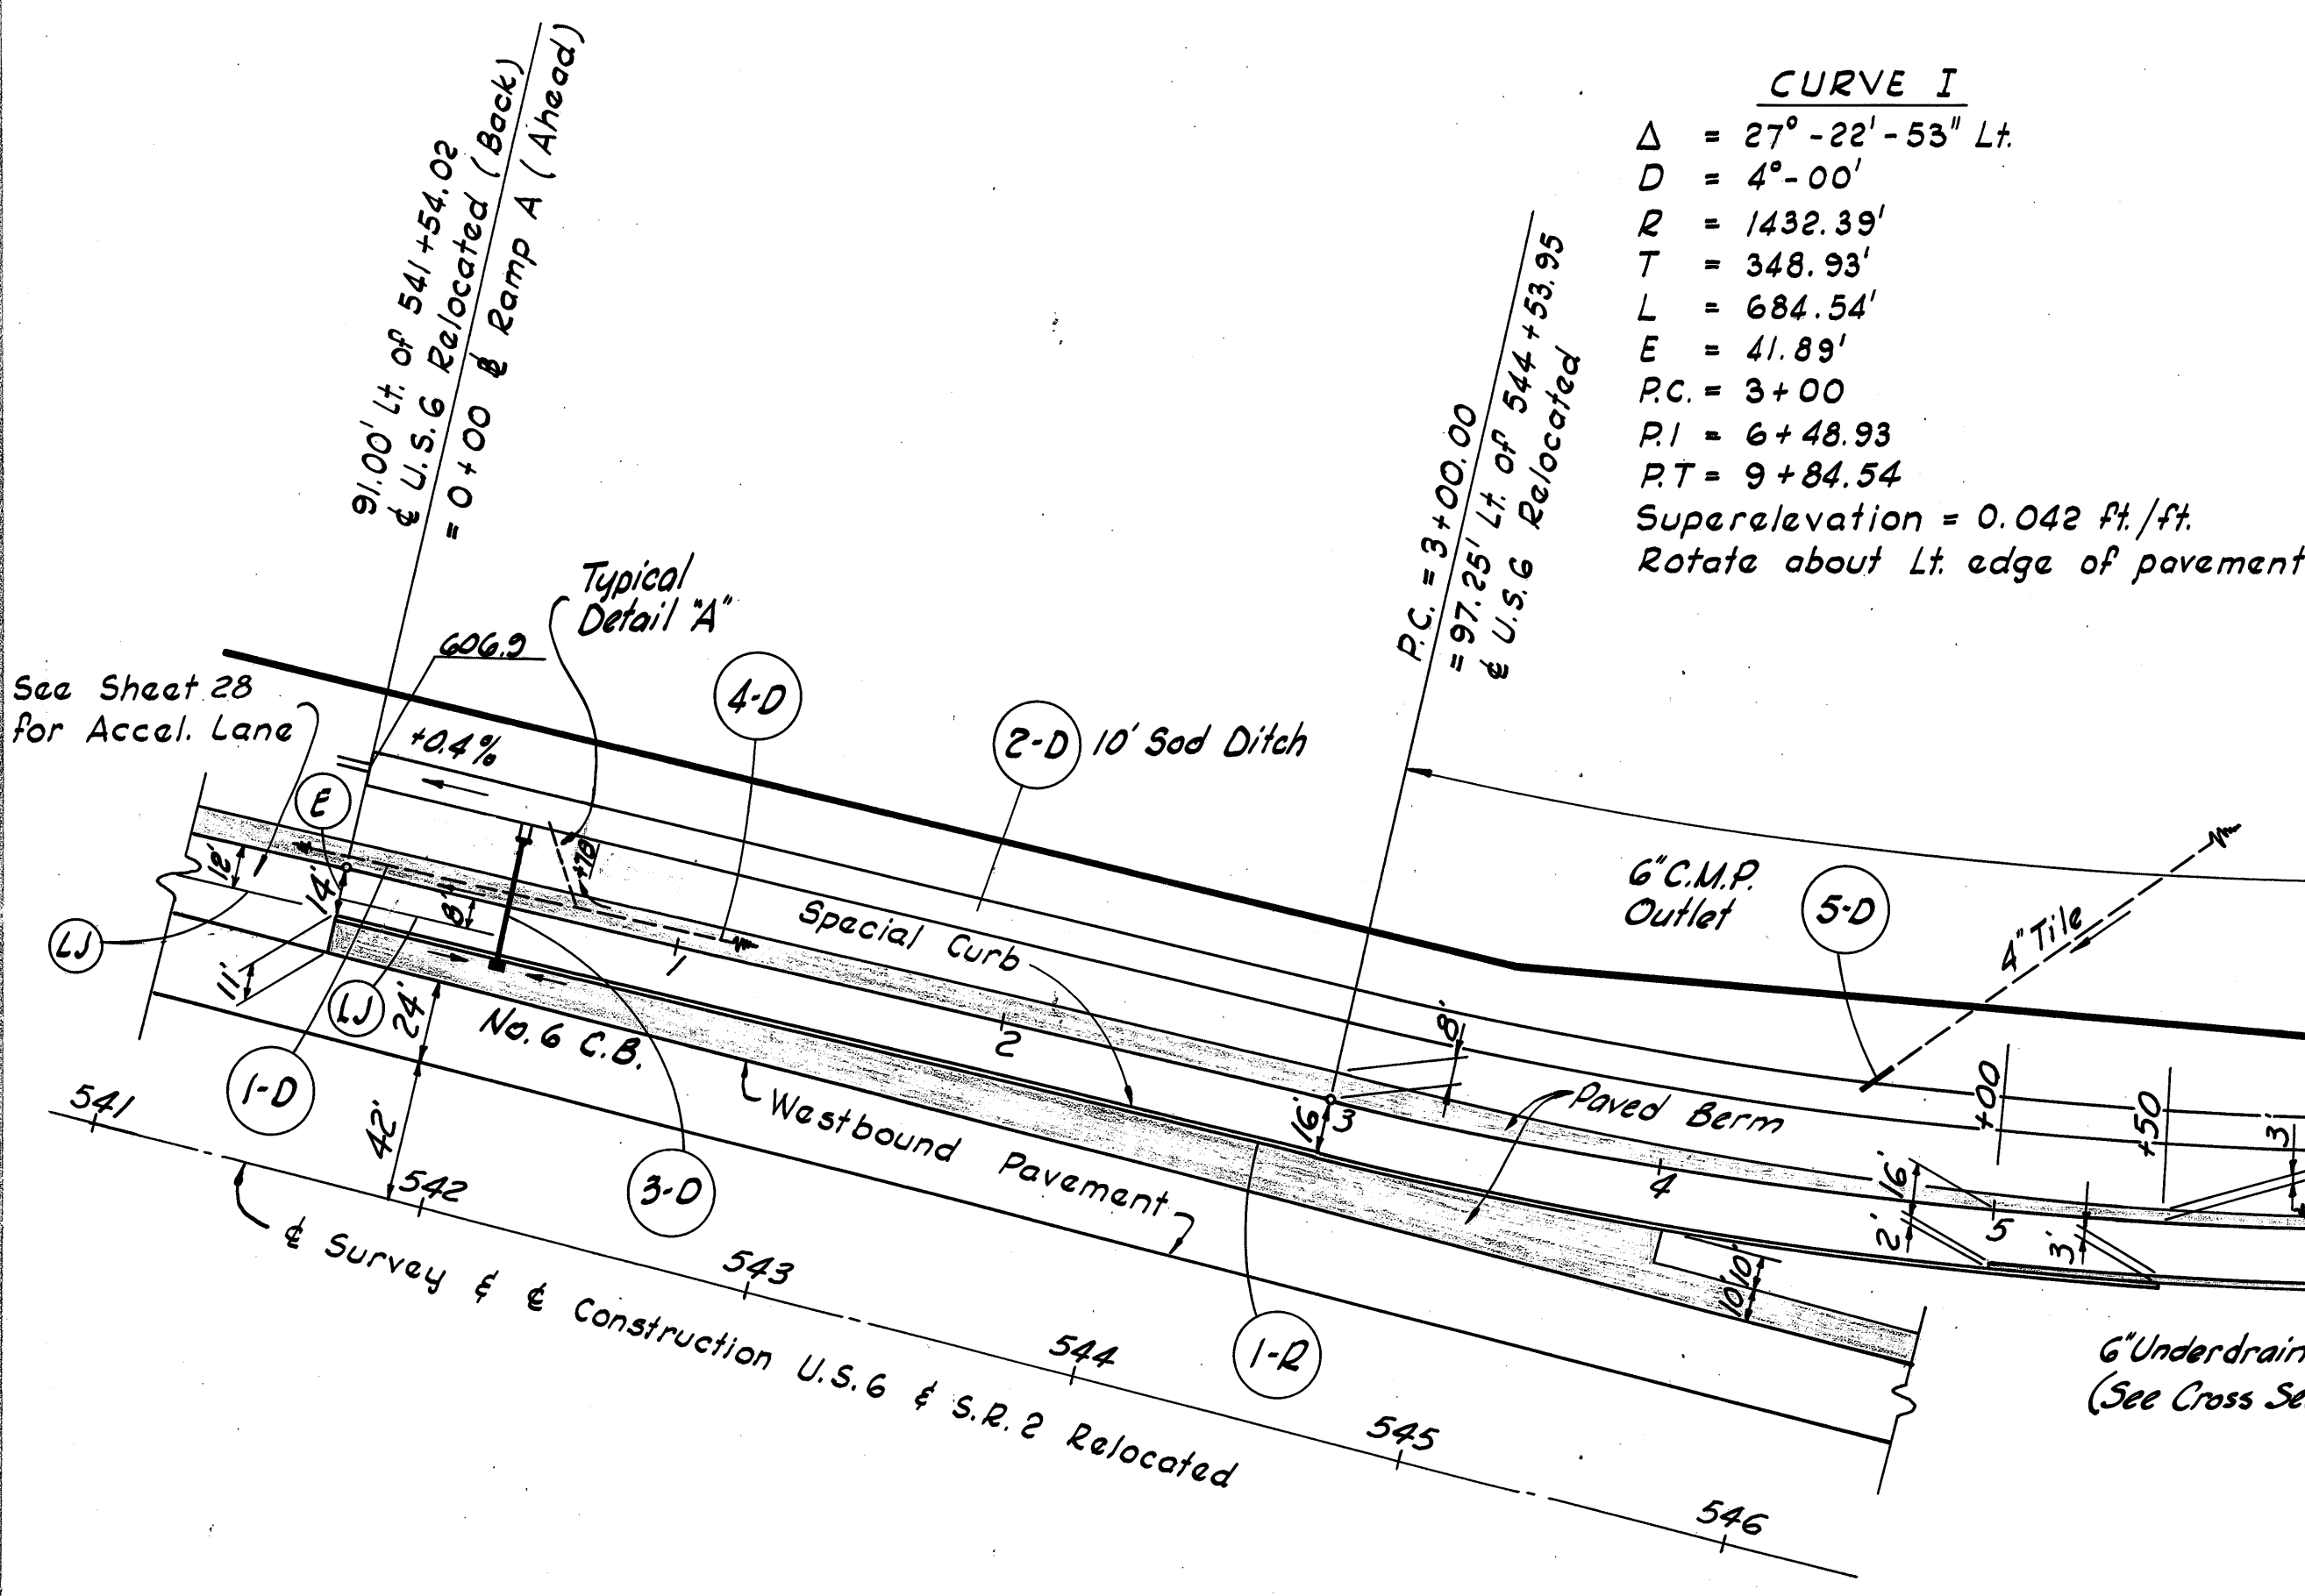 CURVE I
Δ = 27°-22'-53" Lt.
D = 4°-00'
R = 1432.39'
T = 348.93'
L = 684.54'
E = 41.89'
P.C. = 3+00
P.I = 6+48.93
P.T = 9+84.54
Superelevation = 0.042 ft./ft.
Rotate about Lt. edge of pavement
91.00' Lt. of 541+54.02
℄ U.S.6 Relocated (Back)
= 0+00 ℄ Ramp A (Ahead)
P.C. = 3+00.00
= 97.25' Lt. of 544+53.95
℄ U.S.6 Relocated
Typical
Detail "A"
606.9
See Sheet 28
for Accel. Lane
+0.4%
4-D
2-D 10' Sod Ditch
E
12'
14'
8'
+70
LJ
11'
LJ
24'
1-D
No. 6 C.B.
42'
3-D
1
2
3
4
5
Special Curb
6" C.M.P.
Outlet
5-D
4" Tile
8'
16'
Paved Berm
+00
+50
3'
16'
2'
3'
10'
10'
1-R
Westbound Pavement
541
542
543
544
545
546
℄ Survey & ℄ Construction U.S.6 & S.R.2 Relocated
6" Underdrain
(See Cross Se